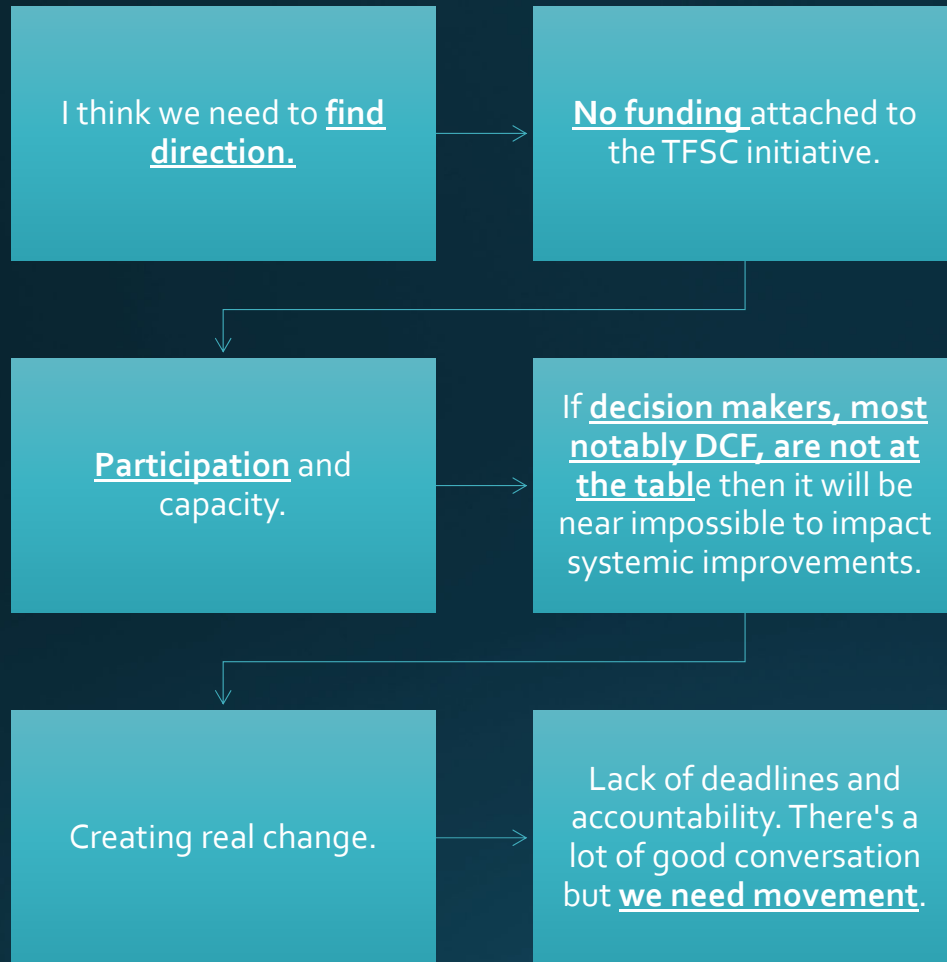 I think we need to find
direction.
No funding attached to
the TFSC initiative.
Participation and
capacity.
If decision makers, most
notably DCF, are not at
the table then it will be
near impossible to impact
systemic improvements.
Creating real change.
Lack of deadlines and
accountability. There's a
lot of good conversation
but we need movement.